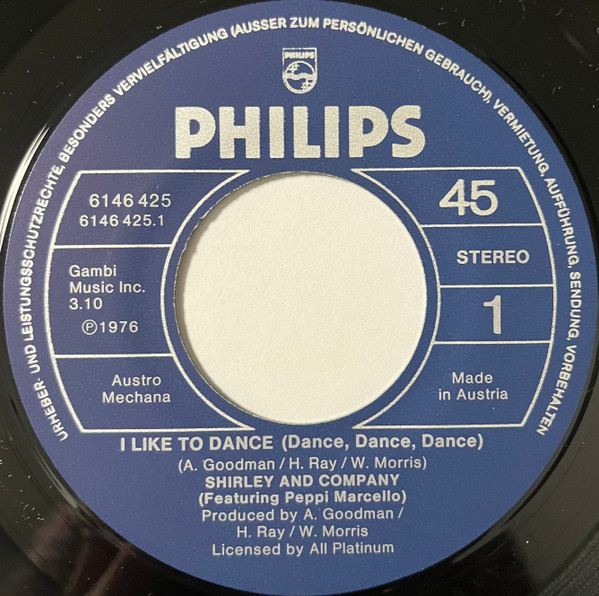 URHEBER- UND LEISTUNGSSCHUTZRECHTE, BESONDERS VERVIELFÄLTIGUNG (AUSSER ZUM PERSÖNLICHEN GEBRAUCH), VERMIETUNG, AUFFÜHRUNG, SENDUNG, VORBEHALTEN
PHILIPS
PHILIPS
6146 425
6146 425.1
45
STEREO
Gambi
Music Inc.
3.10
℗1976
1
Austro
Mechana
Made
in Austria
I LIKE TO DANCE (Dance, Dance, Dance)
(A. Goodman / H. Ray / W. Morris)
SHIRLEY AND COMPANY
(Featuring Peppi Marcello)
Produced by A. Goodman /
H. Ray / W. Morris
Licensed by All Platinum